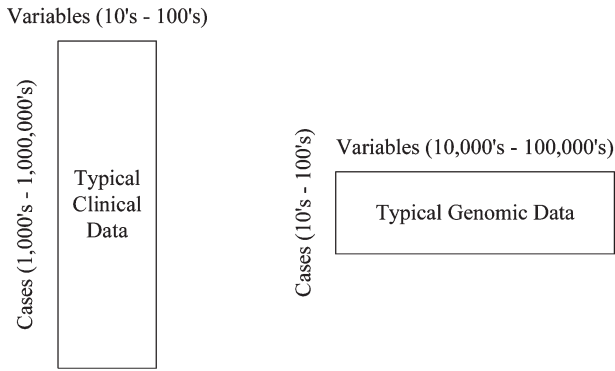 Variables (10's - 100's)
Cases (1,000's - 1,000,000's)
Typical
Clinical
Data
Variables (10,000's - 100,000's)
Cases (10's - 100's)
Typical Genomic Data